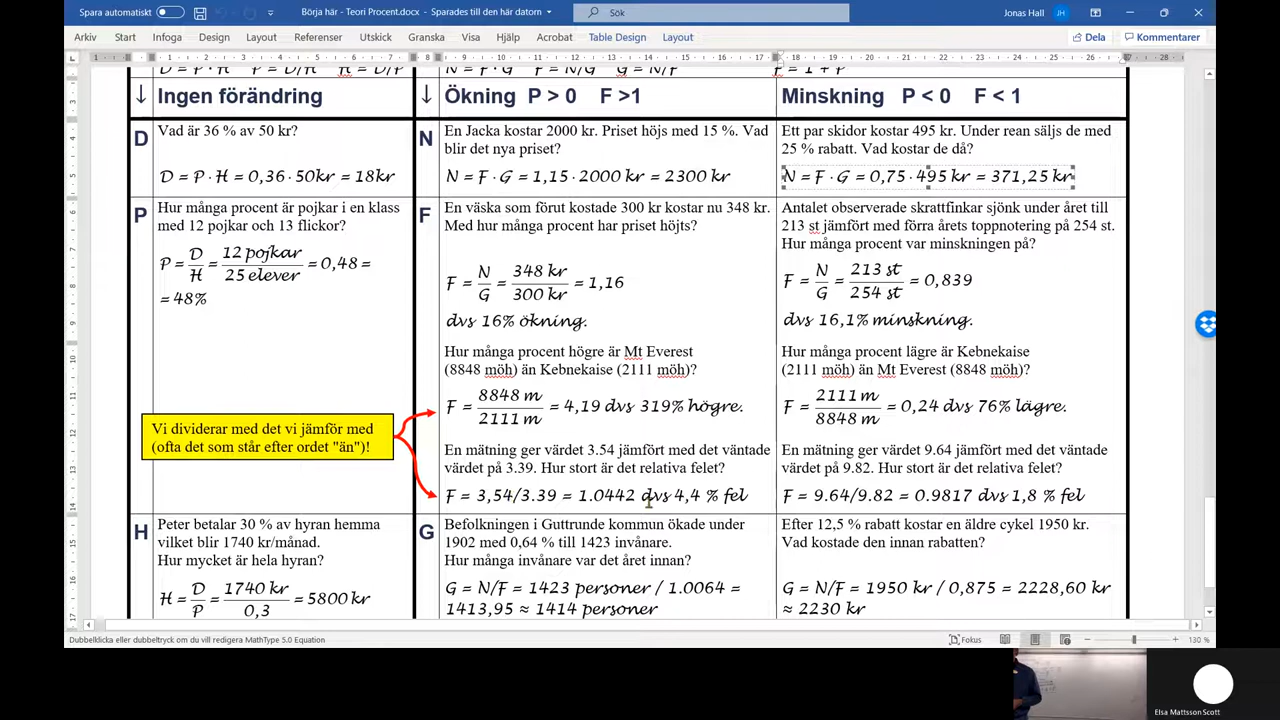 Spara automatiskt
Börja här - Teori Procent.docx - Sparades till den här datorn
Sök
Jonas Hall
JH
Arkiv Start Infoga Design Layout Referenser Utskick Granska Visa Hjälp Acrobat Table Design Layout
Dela
Kommentarer
D = P · H P = D/H H = D/P
N = F · G F = N/G G = N/F
F = 1 + P
↓ Ingen förändring
↓ Ökning P > 0 F >1
Minskning P < 0 F < 1
D
Vad är 36 % av 50 kr?
D = P · H = 0,36 · 50kr = 18kr
N
En Jacka kostar 2000 kr. Priset höjs med 15 %. Vad
blir det nya priset?
N = F · G = 1,15 · 2000 kr = 2300 kr
Ett par skidor kostar 495 kr. Under rean säljs de med
25 % rabatt. Vad kostar de då?
N = F · G = 0,75 · 495 kr = 371,25 kr
P
Hur många procent är pojkar i en klass
med 12 pojkar och 13 flickor?
P = D/H = 12 pojkar/25 elever = 0,48 =
= 48%
F
En väska som förut kostade 300 kr kostar nu 348 kr.
Med hur många procent har priset höjts?
F = N/G = 348 kr/300 kr = 1,16
dvs 16% ökning.
Hur många procent högre är Mt Everest
(8848 möh) än Kebnekaise (2111 möh)?
F = 8848 m/2111 m = 4,19 dvs 319% högre.
En mätning ger värdet 3.54 jämfört med det väntade
värdet på 3.39. Hur stort är det relativa felet?
F = 3,54/3.39 = 1.0442 dvs 4,4 % fel
Antalet observerade skrattfinkar sjönk under året till
213 st jämfört med förra årets toppnotering på 254 st.
Hur många procent var minskningen på?
F = N/G = 213 st/254 st = 0,839
dvs 16,1% minskning.
Hur många procent lägre är Kebnekaise
(2111 möh) än Mt Everest (8848 möh)?
F = 2111 m/8848 m = 0,24 dvs 76% lägre.
En mätning ger värdet 9.64 jämfört med det väntade
värdet på 9.82. Hur stort är det relativa felet?
F = 9.64/9.82 = 0.9817 dvs 1,8 % fel
Vi dividerar med det vi jämför med
(ofta det som står efter ordet "än")!
H
Peter betalar 30 % av hyran hemma
vilket blir 1740 kr/månad.
Hur mycket är hela hyran?
H = D/P = 1740 kr/0,3 = 5800 kr
G
Befolkningen i Guttrunde kommun ökade under
1902 med 0,64 % till 1423 invånare.
Hur många invånare var det året innan?
G = N/F = 1423 personer / 1.0064 =
1413,95 ≈ 1414 personer
Efter 12,5 % rabatt kostar en äldre cykel 1950 kr.
Vad kostade den innan rabatten?
G = N/F = 1950 kr / 0,875 = 2228,60 kr
≈ 2230 kr
Dubbelklicka eller dubbeltryck om du vill redigera MathType 5.0 Equation
Fokus
130 %
Elsa Mattsson Scott